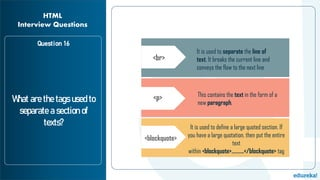 HTML
Interview Questions
Question 16
What are the tags used to
separate a section of
texts?
<br>
It is used to separate the line of
text. It breaks the current line and
conveys the flow to the next line
<p>
This contains the text in the form of a
new paragraph.
<blockquote>
It is used to define a large quoted section. If
you have a large quotation, then put the entire
text
within <blockquote>.............</blockquote> tag
edureka!